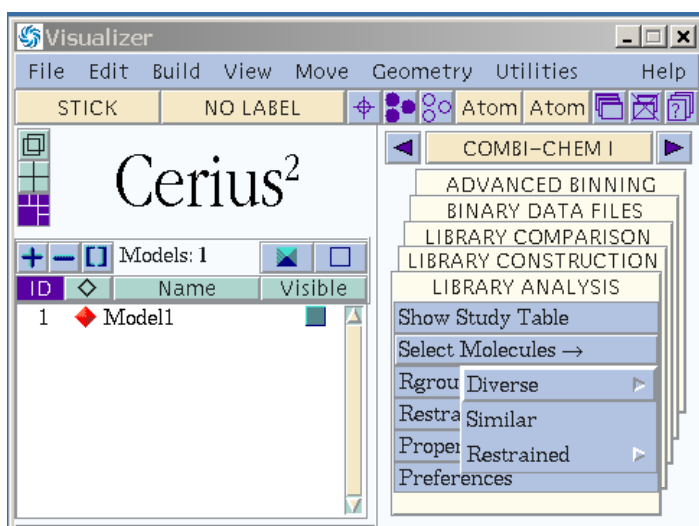 Visualizer
File Edit Build View Move Geometry Utilities Help
STICK NO LABEL Atom Atom
Cerius²
Models: 1
ID Name Visible
1 Model1
COMBI-CHEM I
ADVANCED BINNING
BINARY DATA FILES
LIBRARY COMPARISON
LIBRARY CONSTRUCTION
LIBRARY ANALYSIS
Show Study Table
Select Molecules →
Rgrou
Diverse
Restra
Similar
Proper
Restrained
Preferences